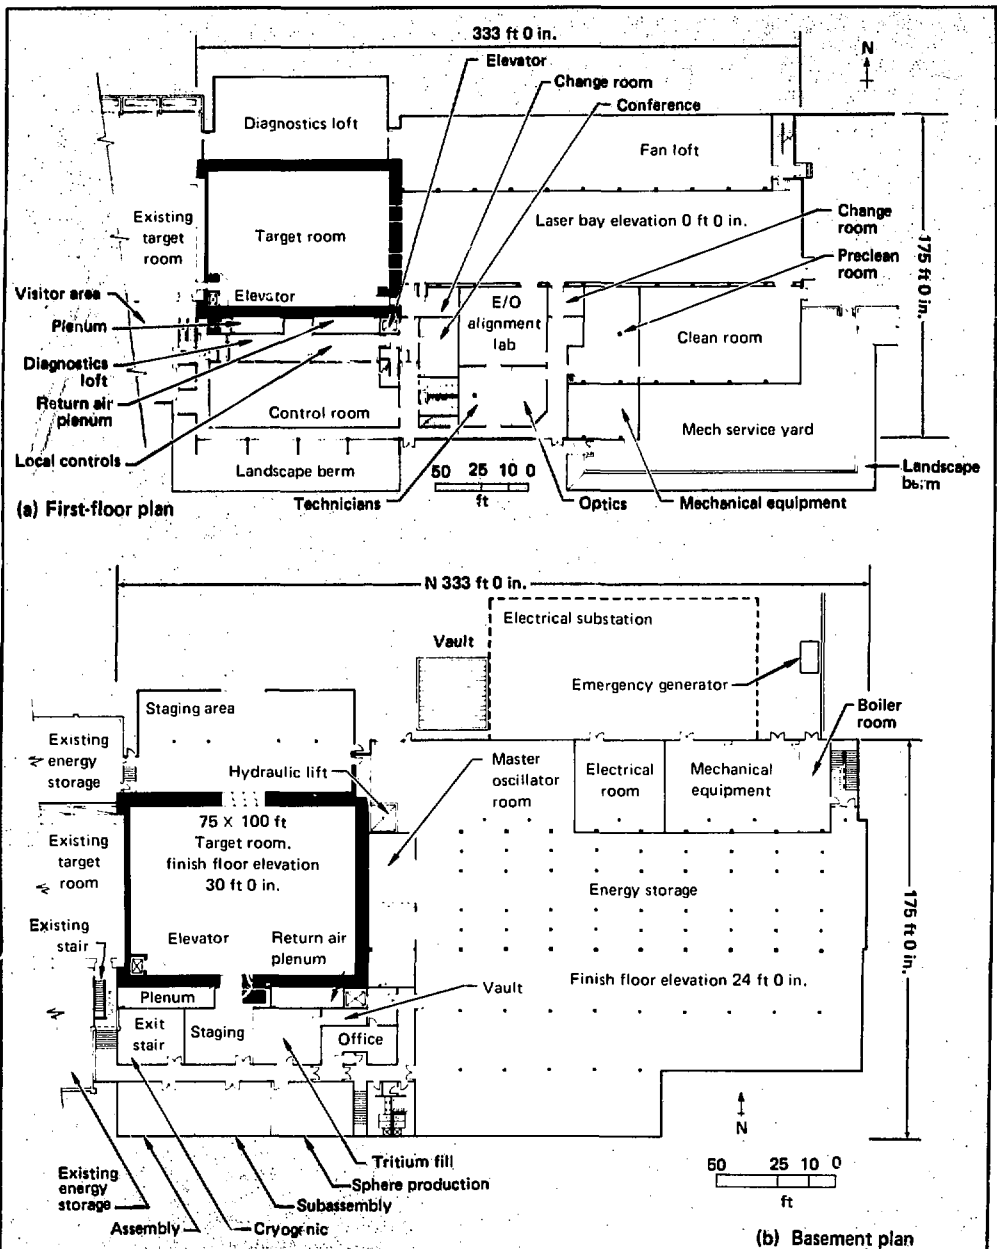 333 ft 0 in.
Elevator
N
Change room
Conference
Diagnostics loft
Fan loft
Existing
target
room
Target room
Laser bay elevation 0 ft 0 in.
Change
room
Preclean
room
175 ft 0 in.
Visitor area
Elevator
E/O
alignment
lab
Plenum
Clean room
Diagnostics
loft
Return air
plenum
Control room
Mech service yard
Local controls
Landscape berm
50 25 10 0
ft
Landscape
berm
Technicians
Optics
Mechanical equipment
(a) First-floor plan
N 333 ft 0 in.
Electrical substation
Vault
Emergency generator
Staging area
Boiler
room
Existing
energy
storage
Hydraulic lift
Master
oscillator
room
Electrical
room
Mechanical
equipment
75 X 100 ft
Target room.
finish floor elevation
30 ft 0 in.
Existing
target
room
Energy storage
175 ft 0 in.
Existing
stair
Elevator
Return air
plenum
Finish floor elevation 24 ft 0 in.
Plenum
Vault
Exit
stair
Staging
Office
N
Tritium fill
Sphere production
Subassembly
Existing
energy
storage
Assembly
Cryogenic
50 25 10 0
ft
(b) Basement plan